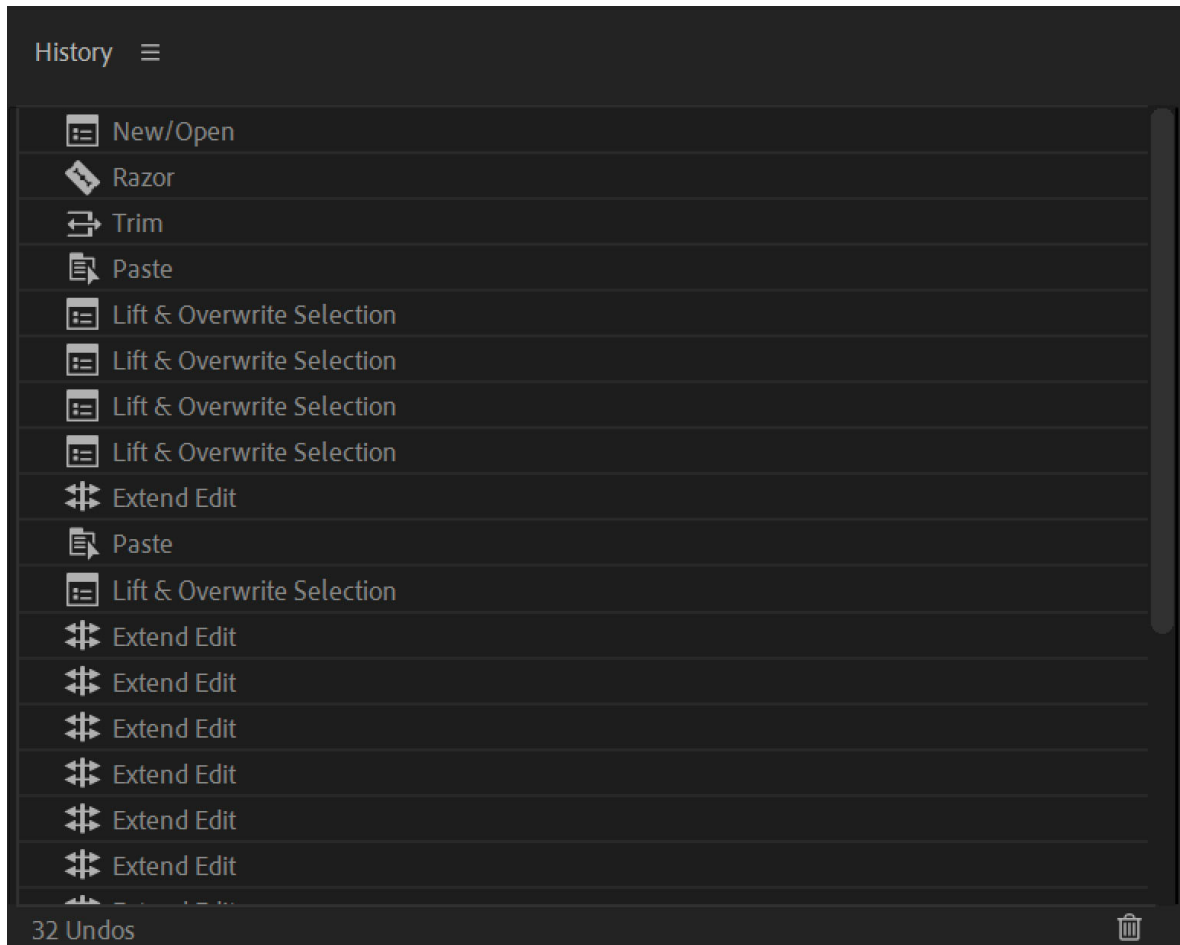 History
New/Open
Razor
Trim
Paste
Lift & Overwrite Selection
Lift & Overwrite Selection
Lift & Overwrite Selection
Lift & Overwrite Selection
Extend Edit
Paste
Lift & Overwrite Selection
Extend Edit
Extend Edit
Extend Edit
Extend Edit
Extend Edit
Extend Edit
32 Undos